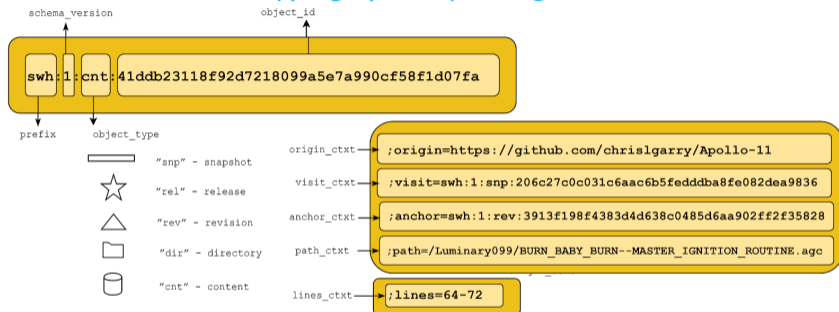 schema_version
object_id
swh:1:cnt:41ddb23118f92d7218099a5e7a990cf58f1d07fa
prefix
object_type
"snp" - snapshot
"rel" - release
"rev" - revision
"dir" - directory
"cnt" - content
origin_ctxt
;origin=https://github.com/chrislgarry/Apollo-11
visit_ctxt
;visit=swh:1:snp:206c27c0c031c6aac6b5fedddba8fe082dea9836
anchor_ctxt
;anchor=swh:1:rev:3913f198f4383d4d638c0485d6aa902ff2f35828
path_ctxt
;path=/Luminary099/BURN_BABY_BURN--MASTER_IGNITION_ROUTINE.agc
lines_ctxt
;lines=64-72